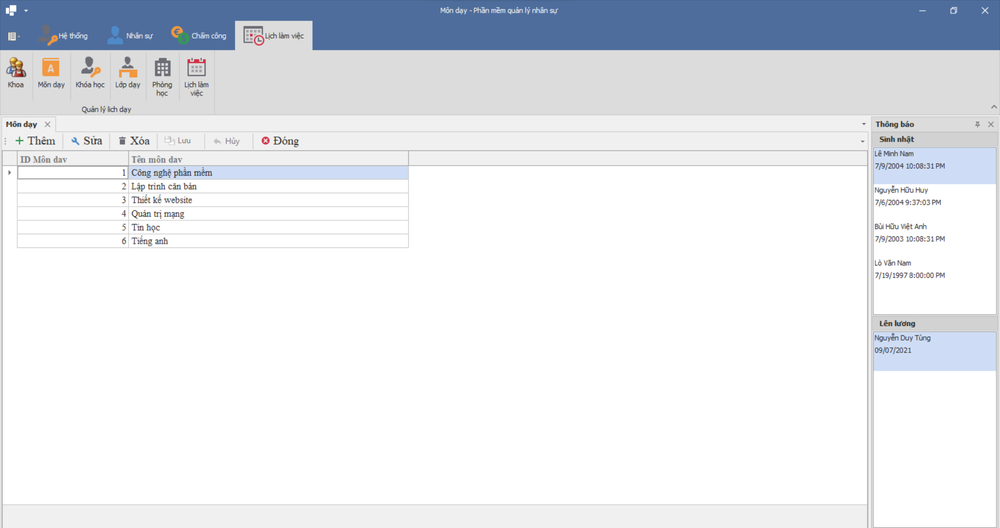 Môn dạy - Phần mềm quản lý nhân sự
Hệ thống
Nhân sự
Chấm công
Lịch làm việc
Khoa
Môn dạy
Khóa học
Lớp dạy
Phòng học
Lịch làm việc
Quản lý lich dạy
Môn dạy
Thêm
Sửa
Xóa
Lưu
Hủy
Đóng
ID Môn dạy Tên môn dạy
1 Công nghệ phần mềm
2 Lập trình căn bản
3 Thiết kế website
4 Quản trị mạng
5 Tin học
6 Tiếng anh
Thông báo
Sinh nhật
Lê Minh Nam
7/9/2004 10:08:31 PM
Nguyễn Hữu Huy
7/6/2004 9:37:03 PM
Bùi Hữu Việt Anh
7/9/2003 10:08:31 PM
Lò Văn Nam
7/19/1997 8:00:00 PM
Lên lương
Nguyễn Duy Tùng
09/07/2021